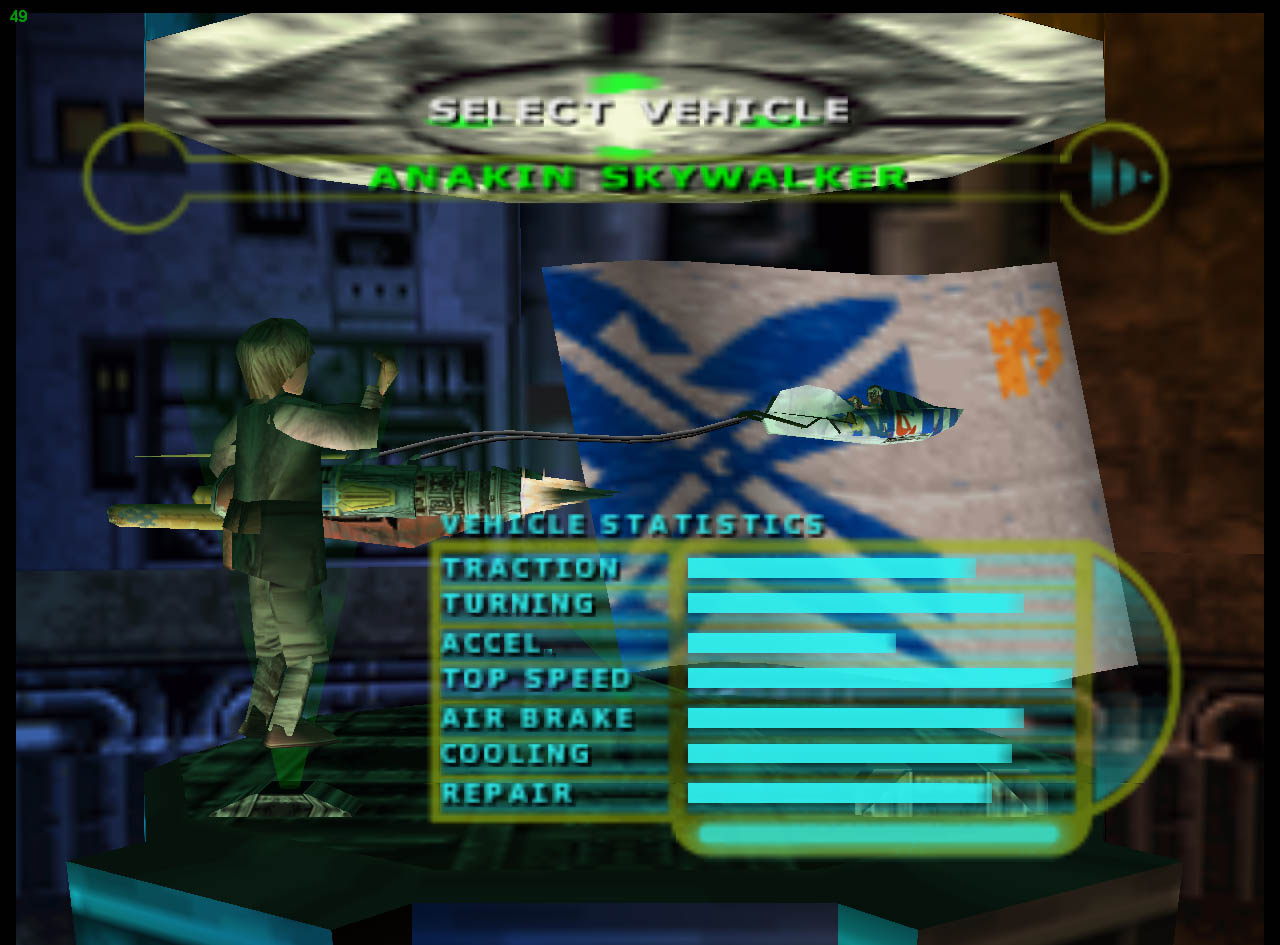 49
SELECT VEHICLE
ANAKIN SKYWALKER
VEHICLE STATISTICS
TRACTION
TURNING
ACCEL.
TOP SPEED
AIR BRAKE
COOLING
REPAIR